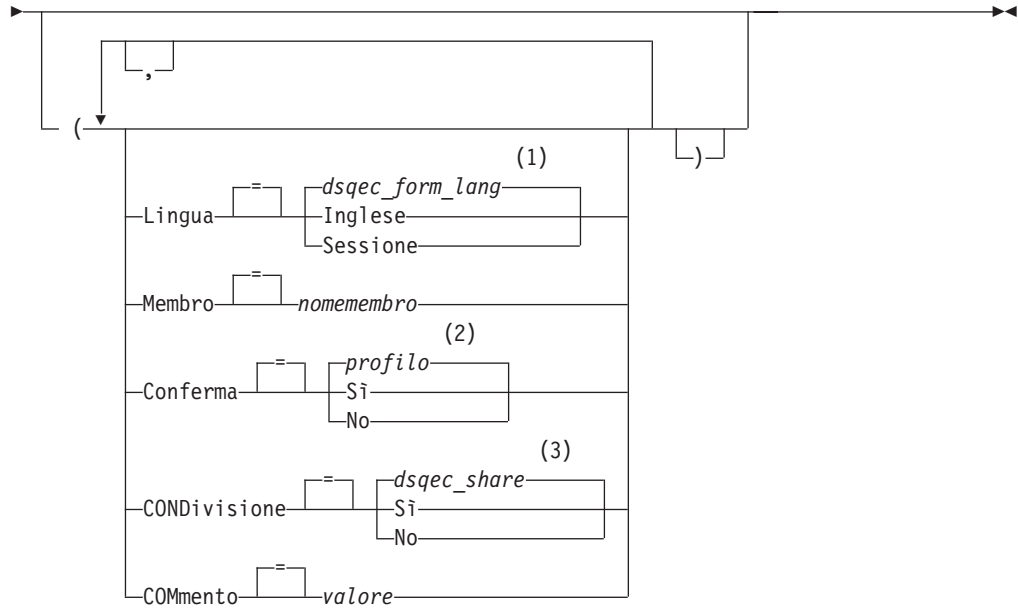 ,
(
)
(1)
= dsqec_form_lang
Lingua Inglese
Sessione
=
Membro nomemembro
(2)
= profilo
Conferma Sì
No
(3)
= dsqec_share
CONDivisione Sì
No
=
COMmento valore